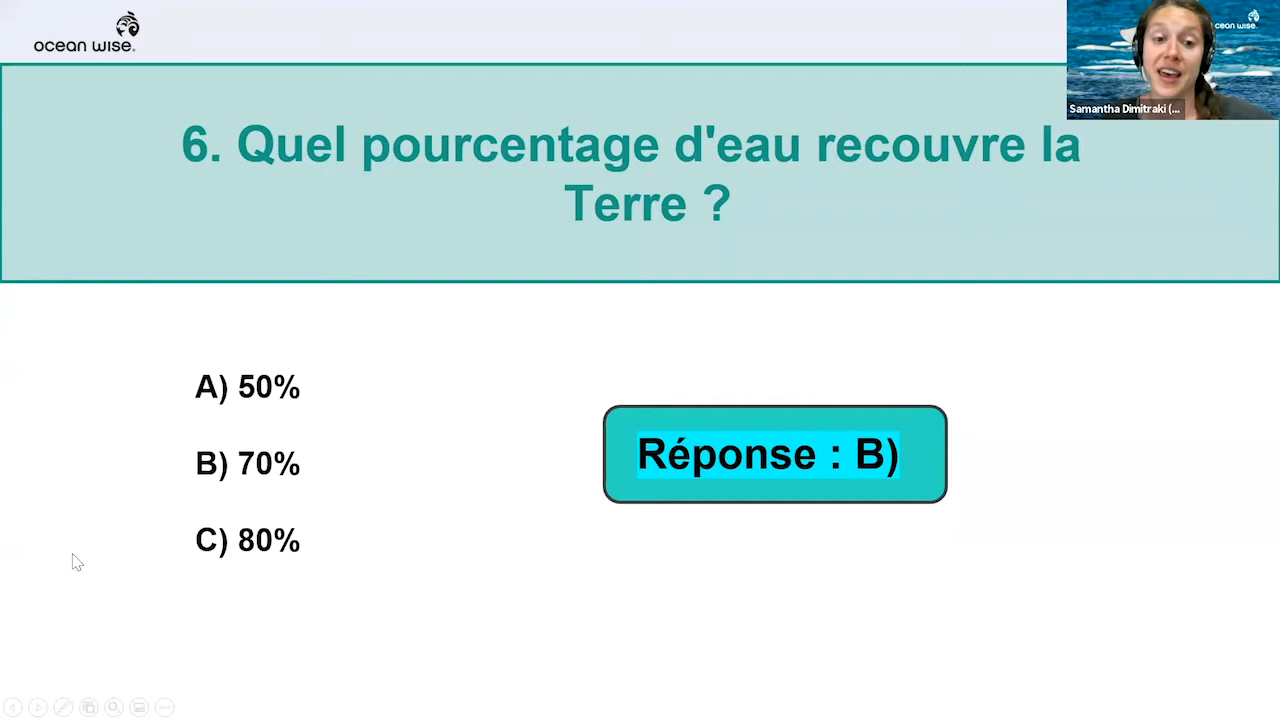 ocean wise.
ocean wise.
Samantha Dimitraki (...
6. Quel pourcentage d'eau recouvre la
Terre ?
A) 50%
B) 70%
C) 80%
Réponse : B)